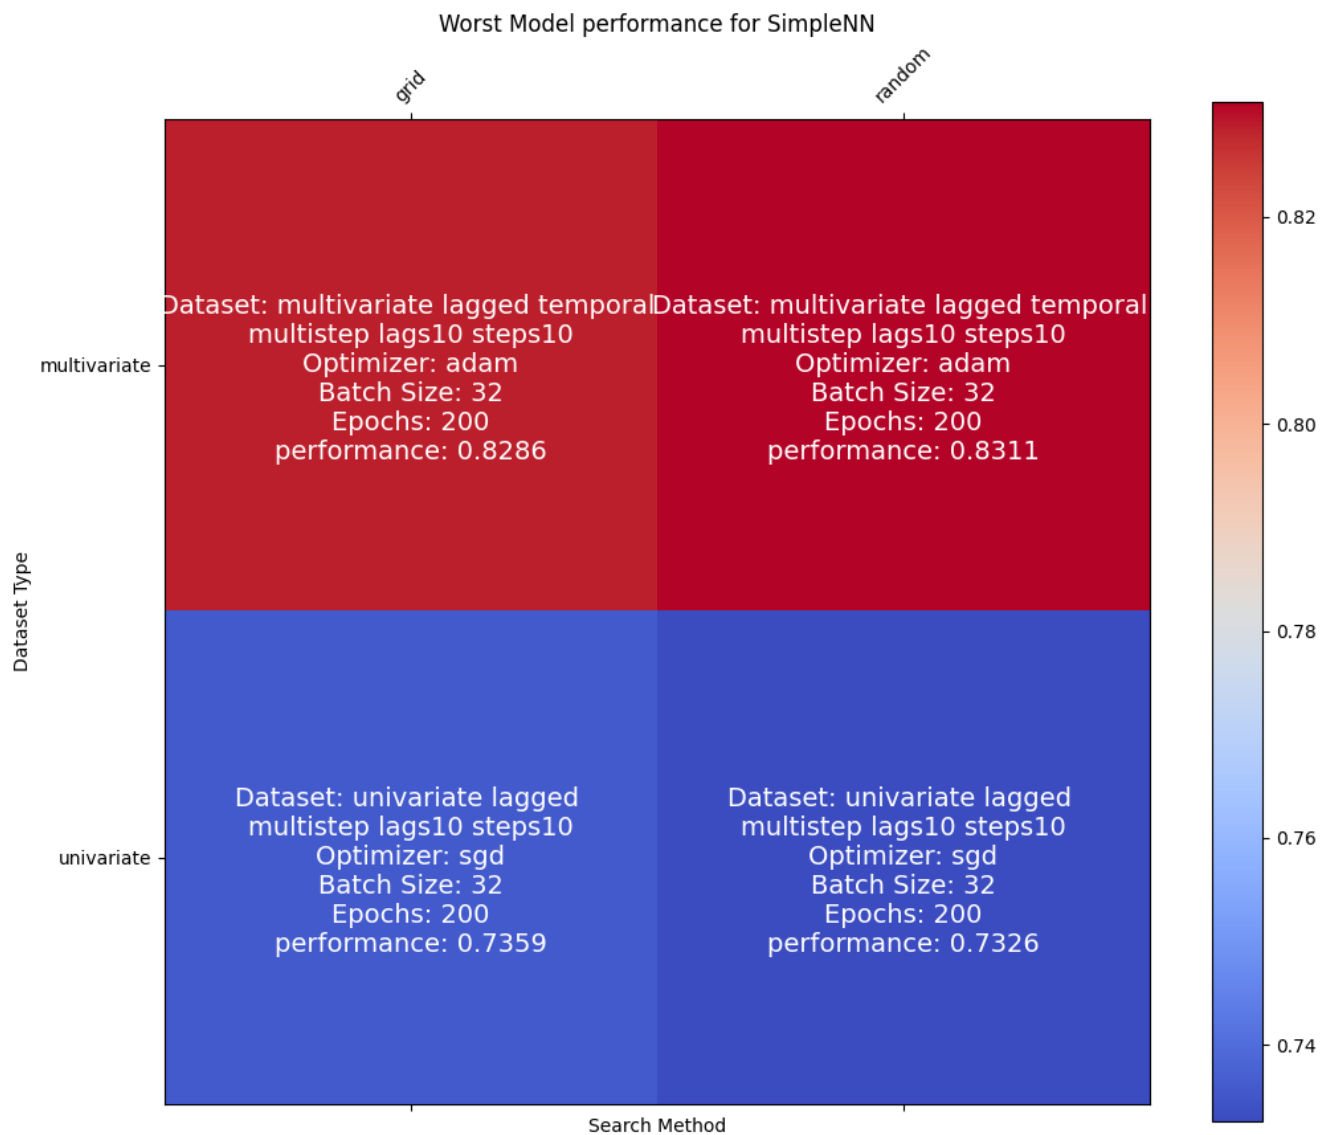 Worst Model performance for SimpleNN
grid
random
Dataset: multivariate lagged temporal
multistep lags10 steps10
Optimizer: adam
Batch Size: 32
Epochs: 200
performance: 0.8286
Dataset: multivariate lagged temporal
multistep lags10 steps10
Optimizer: adam
Batch Size: 32
Epochs: 200
performance: 0.8311
multivariate
Dataset: univariate lagged
multistep lags10 steps10
Optimizer: sgd
Batch Size: 32
Epochs: 200
performance: 0.7359
Dataset: univariate lagged
multistep lags10 steps10
Optimizer: sgd
Batch Size: 32
Epochs: 200
performance: 0.7326
univariate
Dataset Type
Search Method
0.82
0.80
0.78
0.76
0.74